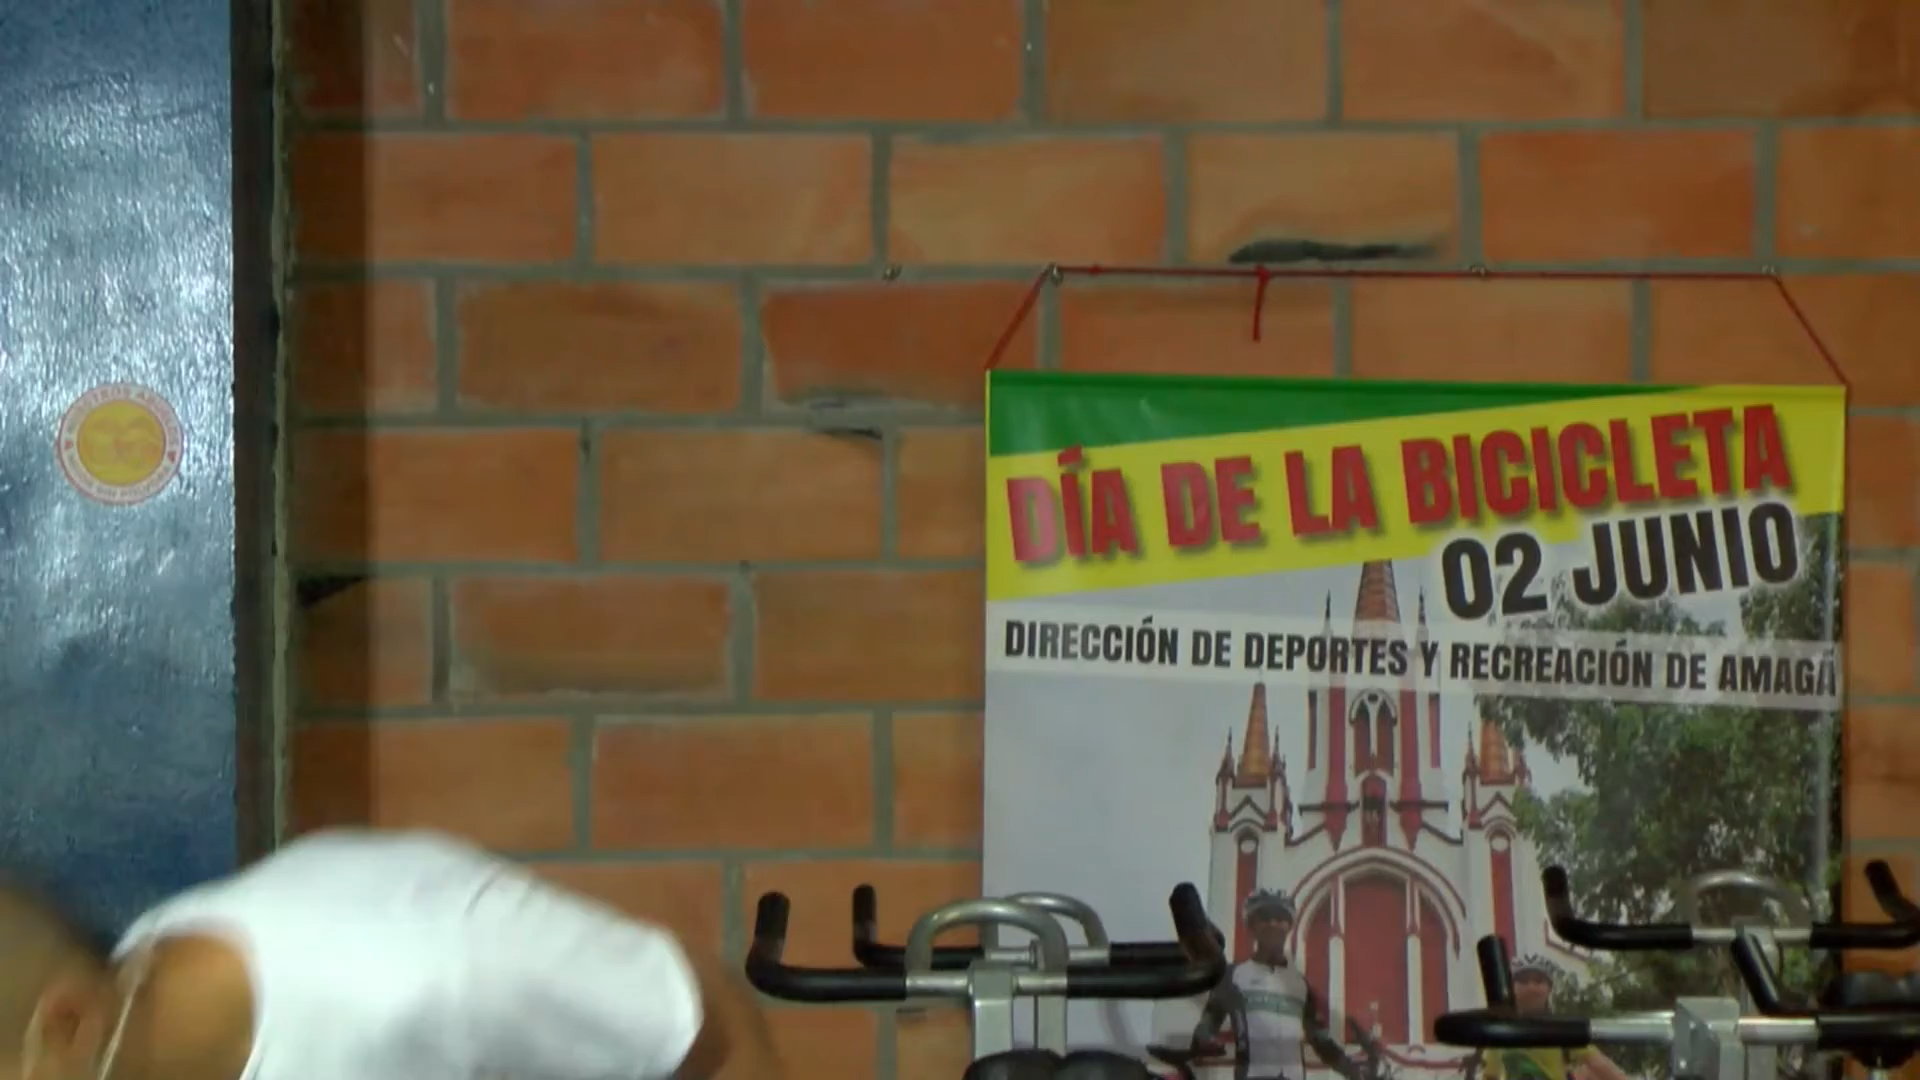 DÍA DE LA BICICLETA
02 JUNIO
DIRECCIÓN DE DEPORTES Y RECREACIÓN DE AMAGÁ